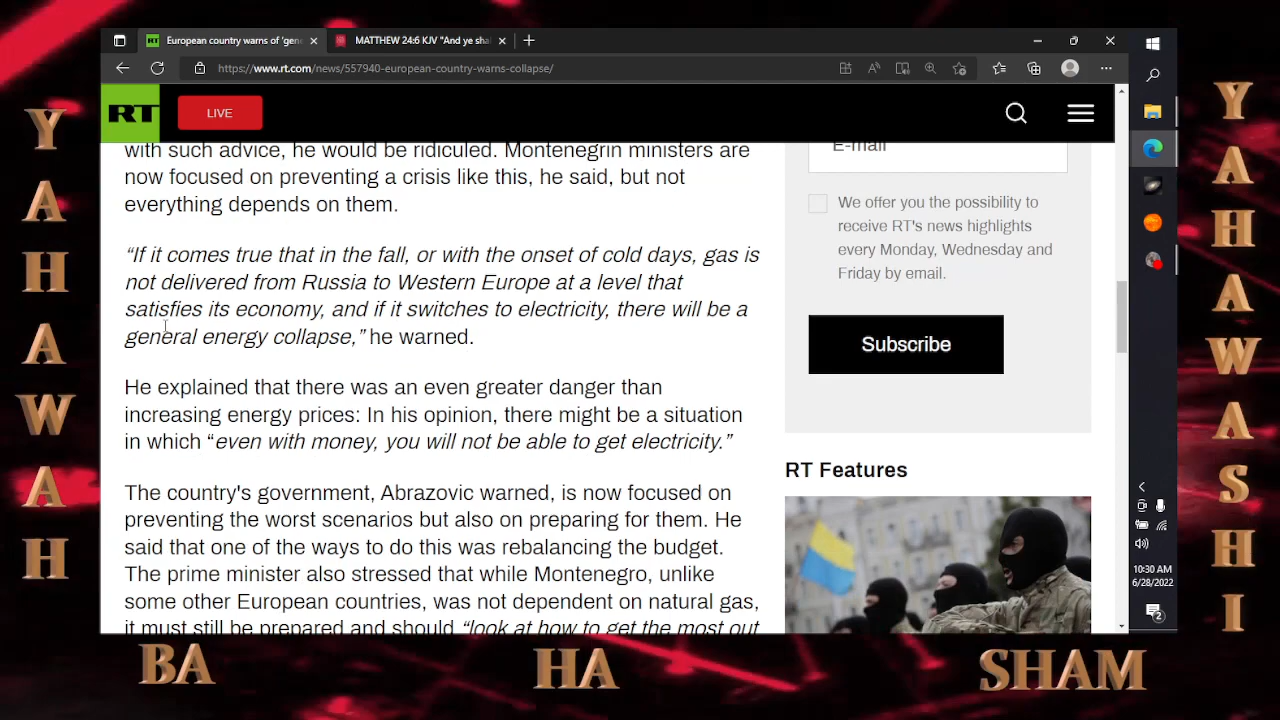 European country warns of 'gene
MATTHEW 24:6 KJV "And ye shal
https://www.rt.com/news/557940-european-country-warns-collapse/
RT
LIVE
with such advice, he would be ridiculed. Montenegrin ministers are
now focused on preventing a crisis like this, he said, but not
everything depends on them.
“If it comes true that in the fall, or with the onset of cold days, gas is
not delivered from Russia to Western Europe at a level that
satisfies its economy, and if it switches to electricity, there will be a
general energy collapse,” he warned.
He explained that there was an even greater danger than
increasing energy prices: In his opinion, there might be a situation
in which “even with money, you will not be able to get electricity.”
The country's government, Abrazovic warned, is now focused on
preventing the worst scenarios but also on preparing for them. He
said that one of the ways to do this was rebalancing the budget.
The prime minister also stressed that while Montenegro, unlike
some other European countries, was not dependent on natural gas,
it must still be prepared and should “look at how to get the most out
E-mail
We offer you the possibility to
receive RT's news highlights
every Monday, Wednesday and
Friday by email.
Subscribe
RT Features
10:30 AM
6/28/2022
2
YAHAWAH
YAHAWASHI
BA HA SHAM